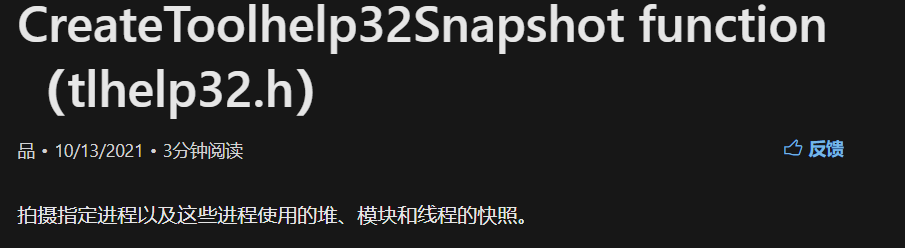 CreateToolhelp32Snapshot function
（tlhelp32.h）
品 • 10/13/2021 • 3分钟阅读
反馈
拍摄指定进程以及这些进程使用的堆、模块和线程的快照。